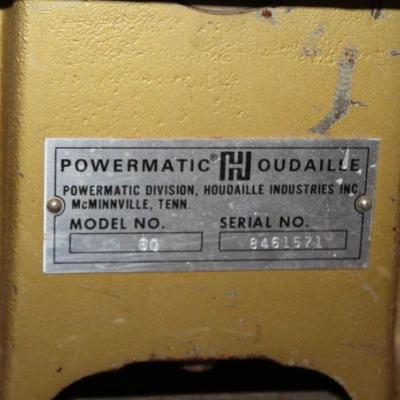 POWERMATIC® HOUDAILLE
POWERMATIC DIVISION, HOUDAILLE INDUSTRIES INC.
McMINNVILLE, TENN.
MODEL NO. SERIAL NO.
60 8461571